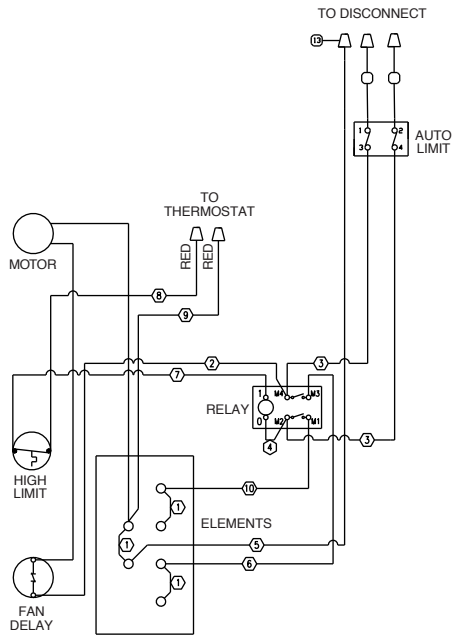 TO DISCONNECT
13
1 2
3 4
AUTO
LIMIT
TO
THERMOSTAT
RED RED
MOTOR
8
9
2 3
7
1 M4 M3
RELAY
0 M2 M1
4 3
HIGH
LIMIT
10
1
ELEMENTS
1 5
6
1
FAN
DELAY